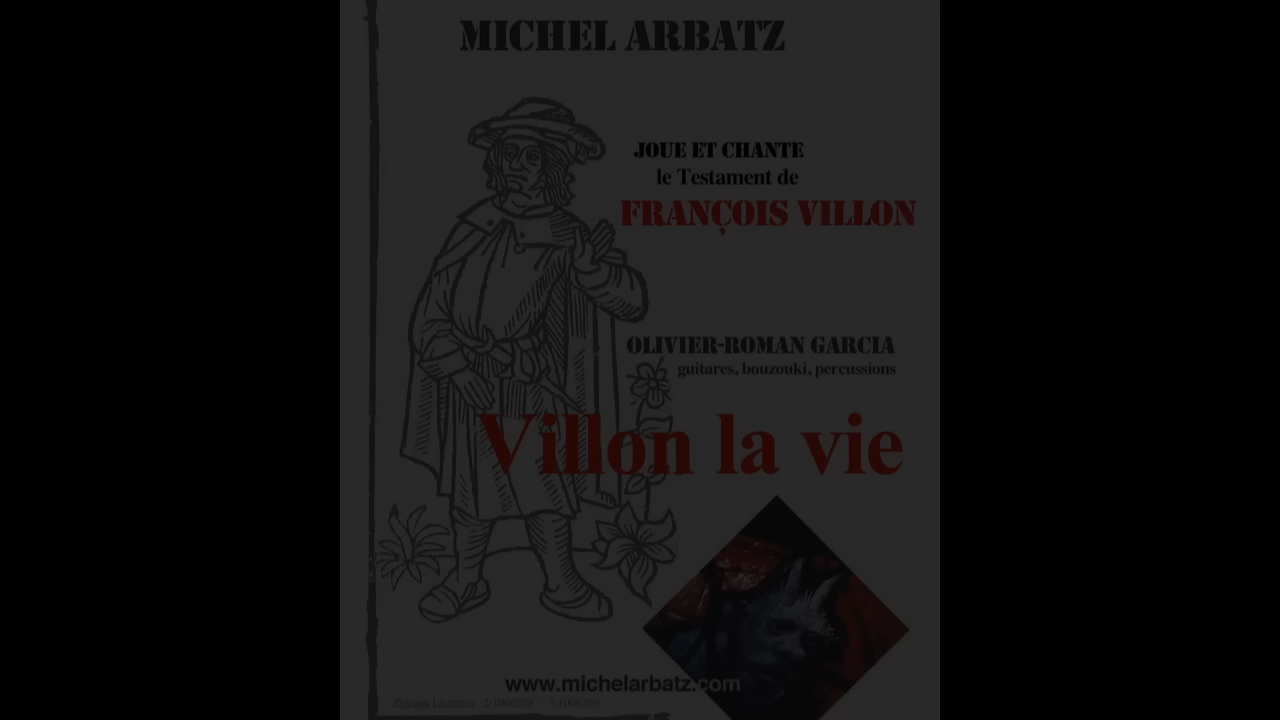 MICHEL ARBATZ
JOUE ET CHANTE
le Testament de
FRANÇOIS VILLON
OLIVIER-ROMAN GARCIA
guitares, bouzouki, percussions
Villon la vie
www.michelarbatz.com